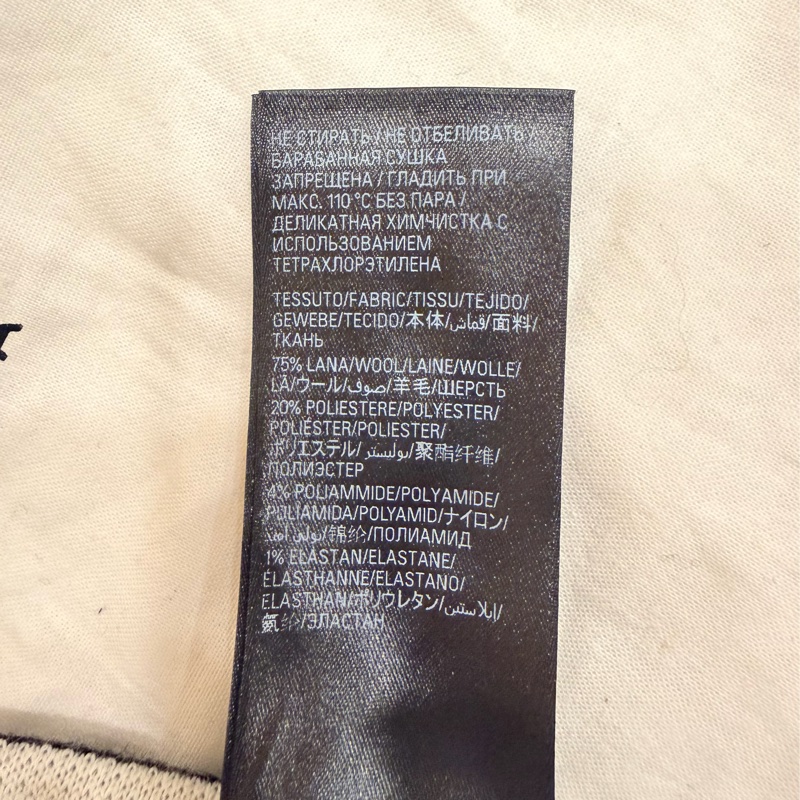 НЕ СТИРАТЬ / НЕ ОТБЕЛИВАТЬ /
БАРАБАННАЯ СУШКА
ЗАПРЕЩЕНА / ГЛАДИТЬ ПРИ
МАКС. 110 °C БЕЗ ПАРА /
ДЕЛИКАТНАЯ ХИМЧИСТКА С
ИСПОЛЬЗОВАНИЕМ
ТЕТРАХЛОРЭТИЛЕНА
TESSUTO/FABRIC/TISSU/TEJIDO/
GEWEBE/TECIDO/本体/قماش/面料/
ТКАНЬ
75% LANA/WOOL/LAINE/WOLLE/
LÃ/ウール/صوف/羊毛/ШЕРСТЬ
20% POLIESTERE/POLYESTER/
POLIÉSTER/POLIESTER/
ポリエステル/بوليستر/聚酯纤维/
ПОЛИЭСТЕР
4% POLIAMMIDE/POLYAMIDE/
POLIAMIDA/POLYAMID/ナイロン/
/锦纶/ПОЛИАМИД
1% ELASTAN/ELASTANE/
ÉLASTHANNE/ELASTANO/
ELASTHAN/ポリウレタン/إيلاستين/
氨纶/ЭЛАСТАН